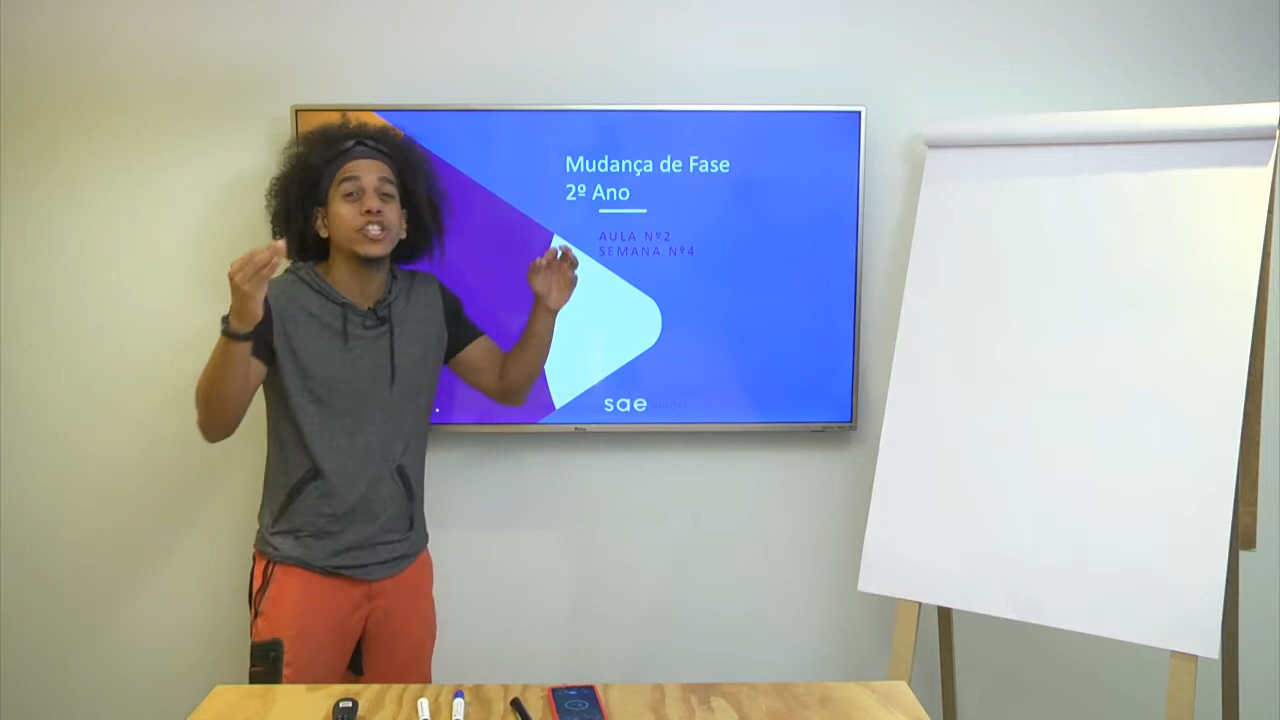 Mudança de Fase
2º Ano
AULA Nº2
SEMANA Nº4
sae